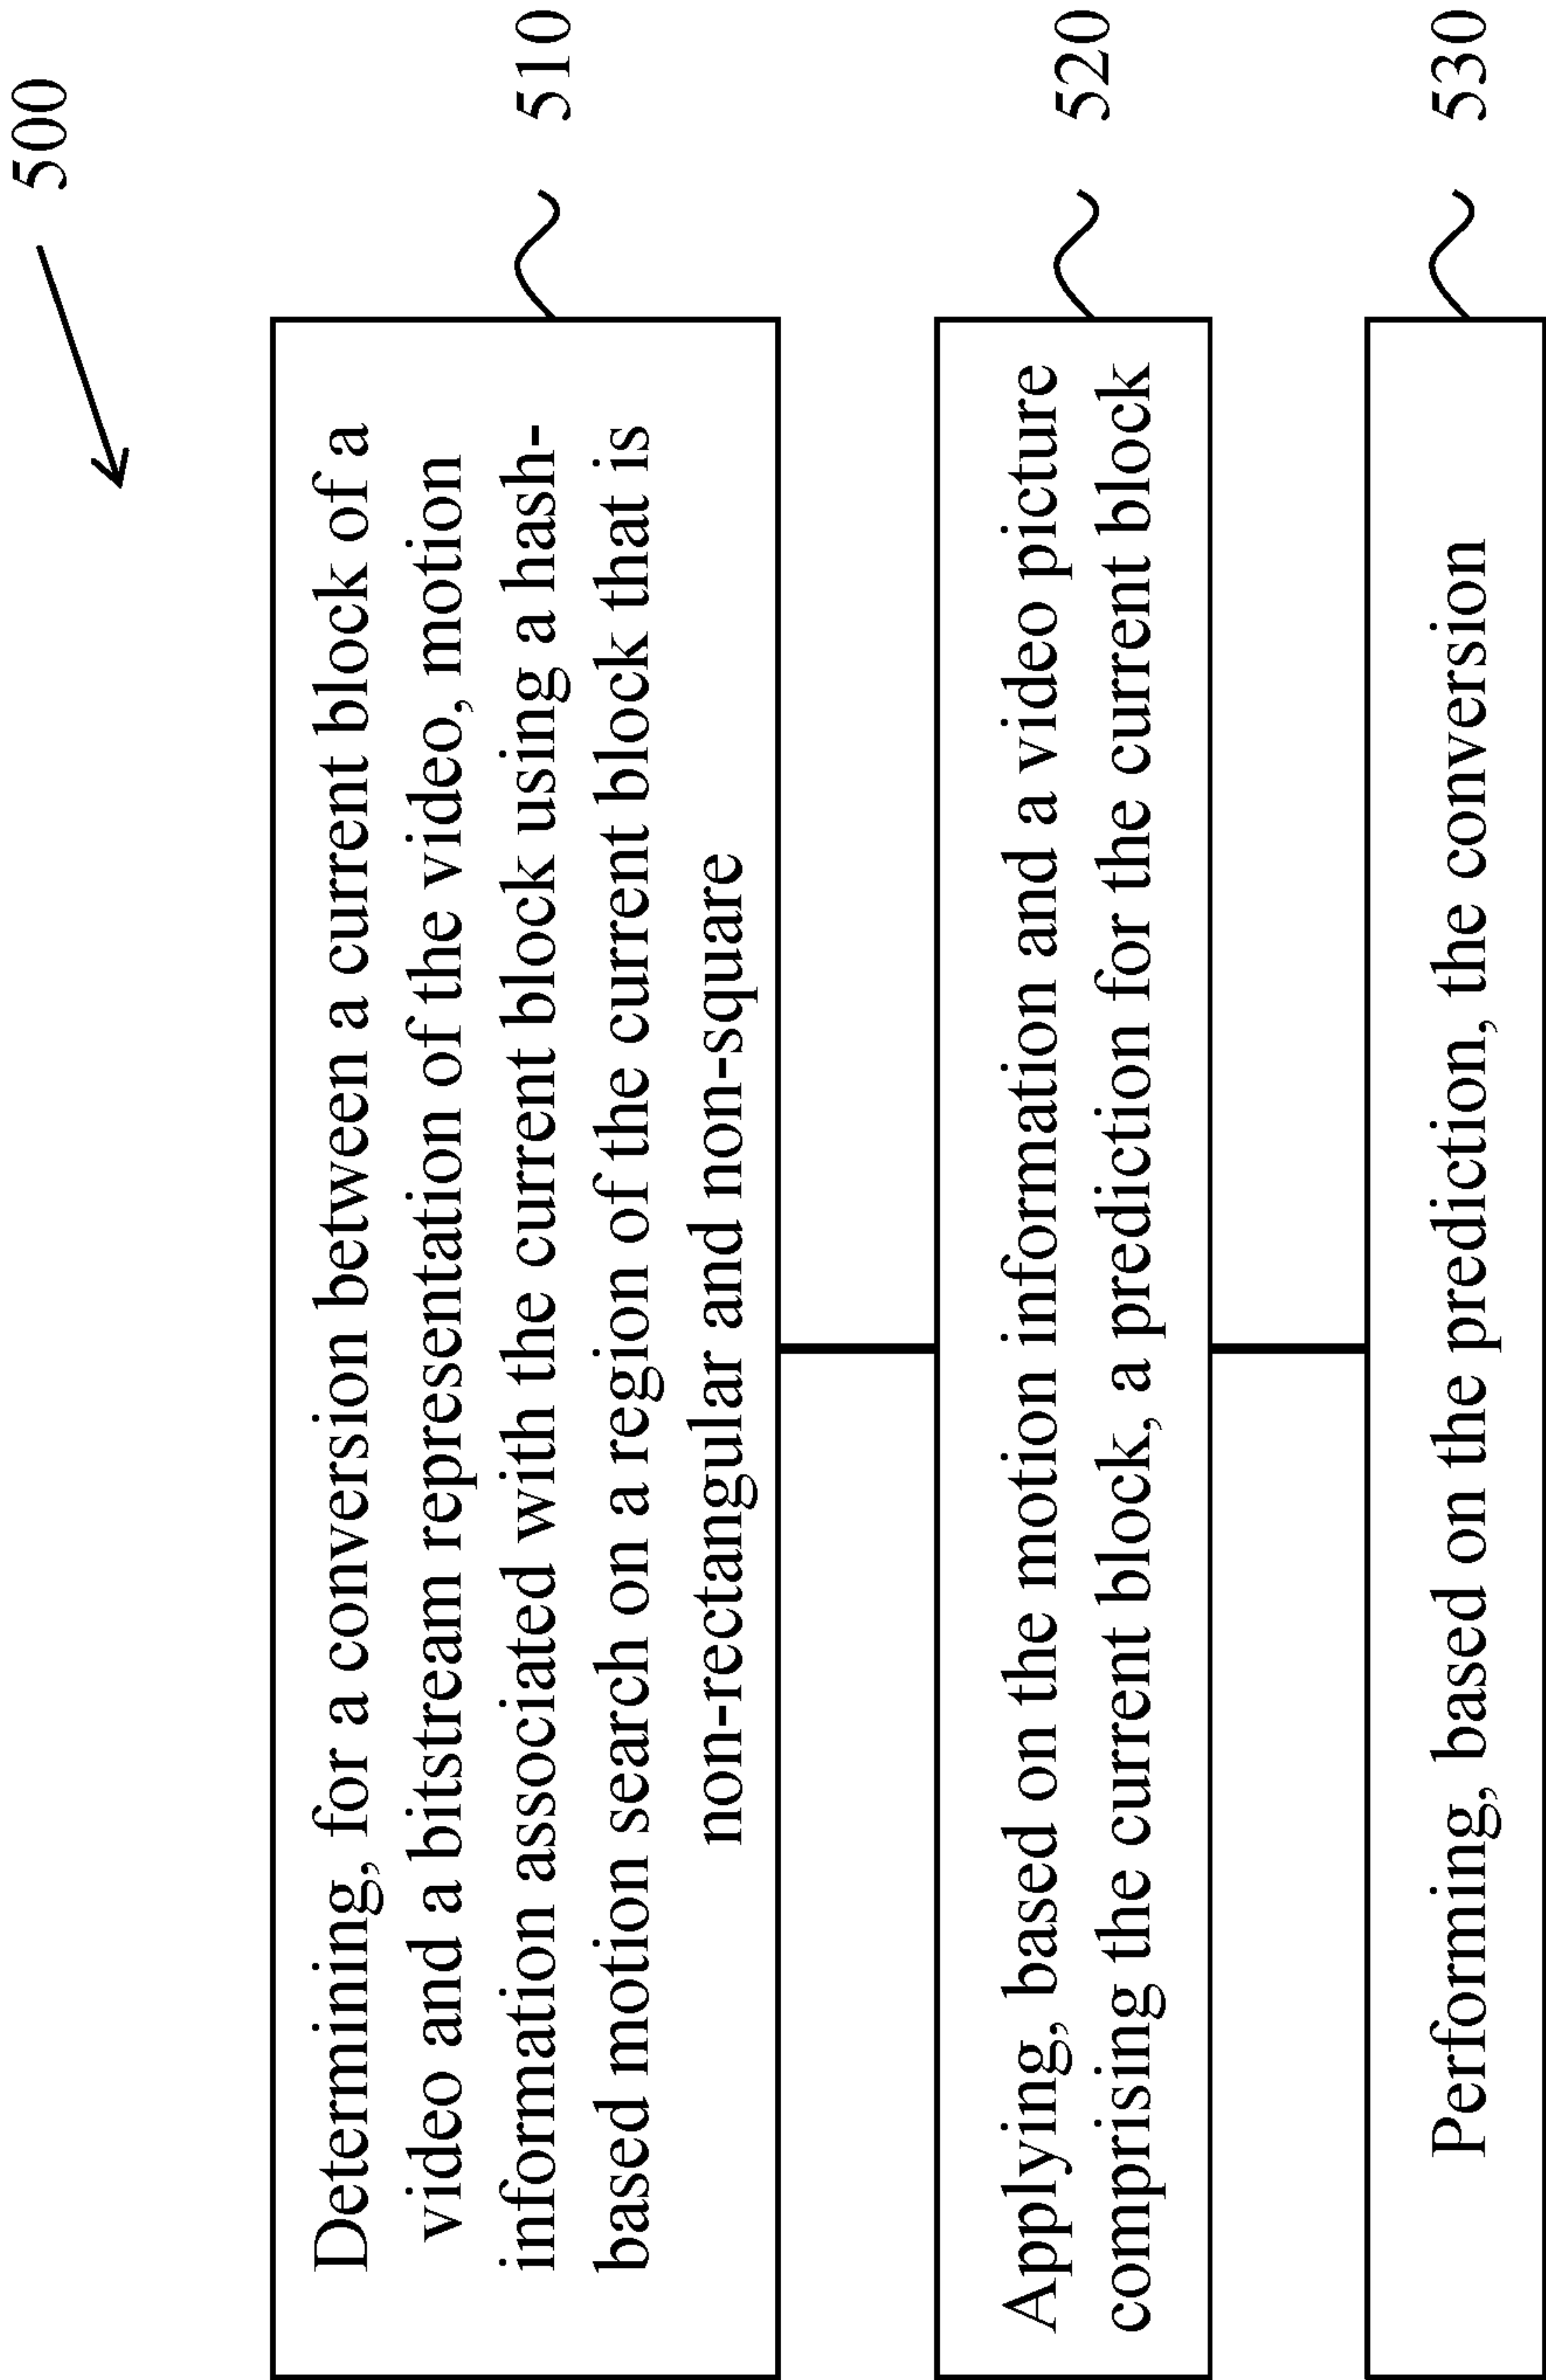 500
Determining, for a conversion between a current block of a
video and a bitstream representation of the video, motion
information associated with the current block using a hash-
based motion search on a region of the current block that is
non-rectangular and non-square
510
Applying, based on the motion information and a video picture
comprising the current block, a prediction for the current block
520
Performing, based on the prediction, the conversion
530